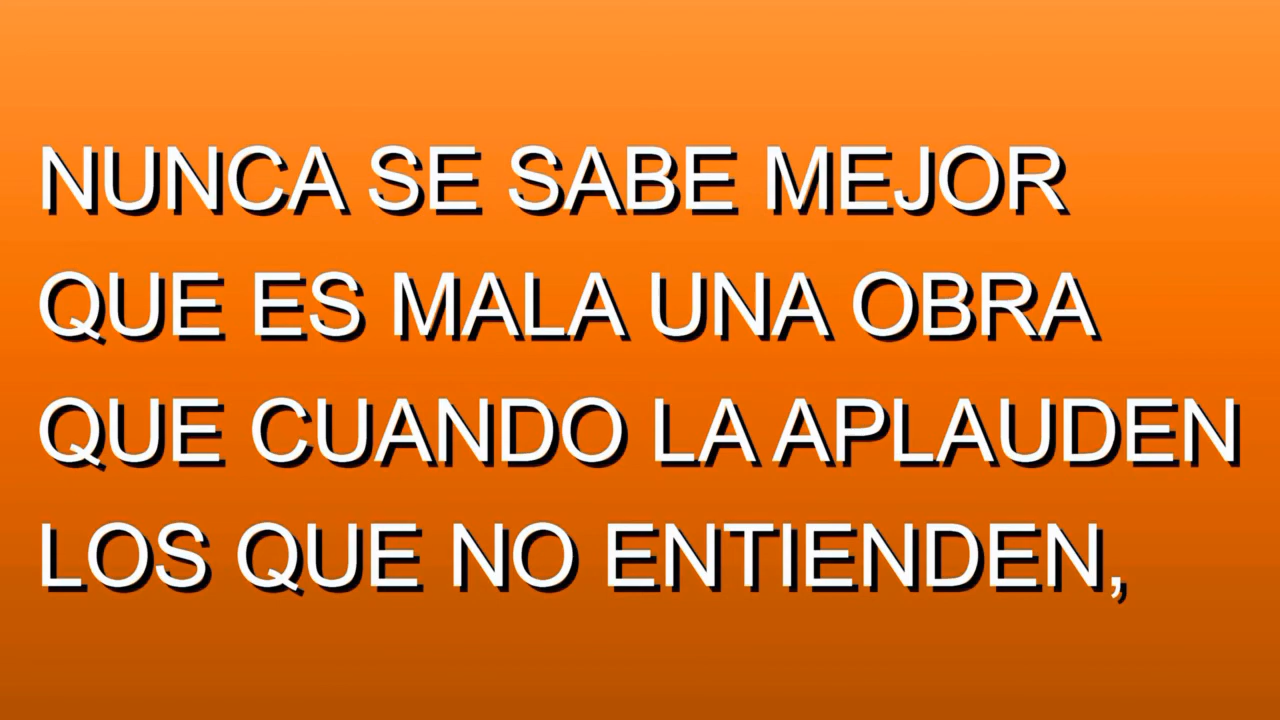 NUNCA SE SABE MEJOR
QUE ES MALA UNA OBRA
QUE CUANDO LA APLAUDEN
LOS QUE NO ENTIENDEN,